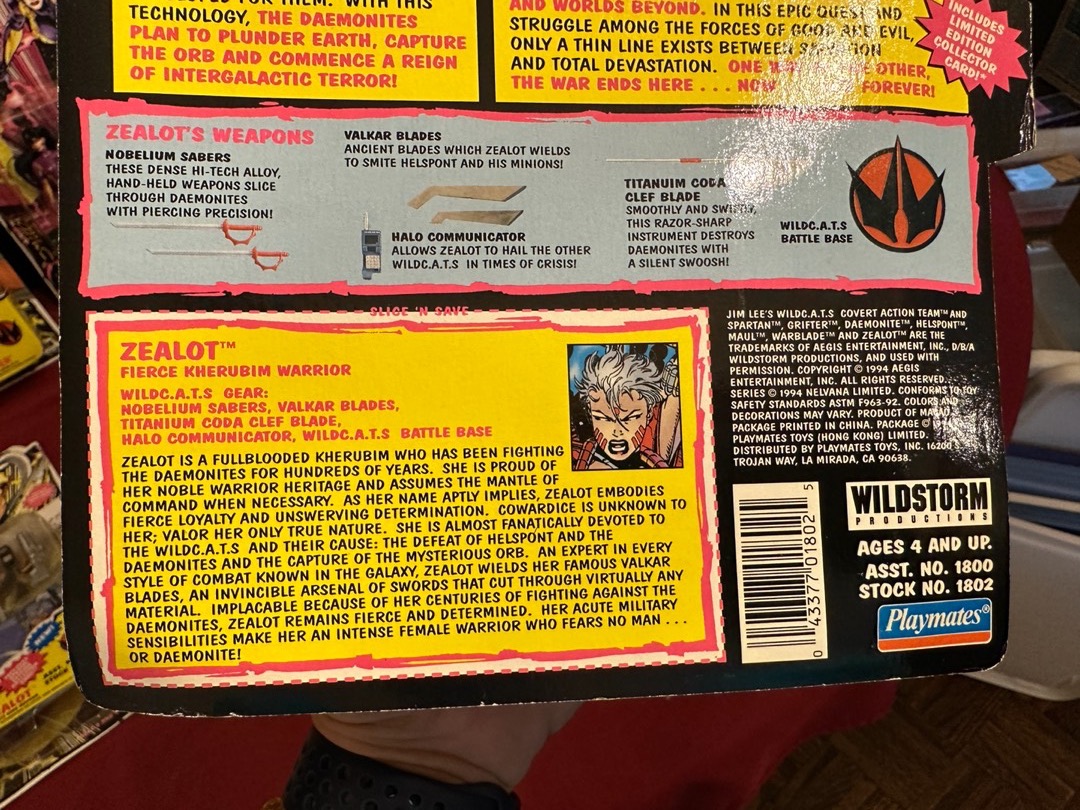 FOR THEM. WITH THIS
TECHNOLOGY, THE DAEMONITES
PLAN TO PLUNDER EARTH, CAPTURE
THE ORB AND COMMENCE A REIGN
OF INTERGALACTIC TERROR!
AND WORLDS BEYOND. IN THIS EPIC QUEST AND
STRUGGLE AMONG THE FORCES OF GOOD AND EVIL,
ONLY A THIN LINE EXISTS BETWEEN
AND TOTAL DEVASTATION. ONE OTHER,
THE WAR ENDS HERE . . . NOW FOREVER!
INCLUDES
LIMITED
EDITION
COLLECTOR
CARD!*
ZEALOT'S WEAPONS
NOBELIUM SABERS
THESE DENSE HI-TECH ALLOY,
HAND-HELD WEAPONS SLICE
THROUGH DAEMONITES
WITH PIERCING PRECISION!
VALKAR BLADES
ANCIENT BLADES WHICH ZEALOT WIELDS
TO SMITE HELSPONT AND HIS MINIONS!
HALO COMMUNICATOR
ALLOWS ZEALOT TO HAIL THE OTHER
WILDC.A.T.S IN TIMES OF CRISIS!
TITANUIM CODA
CLEF BLADE
SMOOTHLY AND SWIFTLY,
THIS RAZOR-SHARP
INSTRUMENT DESTROYS
DAEMONITES WITH
A SILENT SWOOSH!
WILDC.A.T.S
BATTLE BASE
SLICE 'N SAVE
ZEALOT™
FIERCE KHERUBIM WARRIOR
WILDC.A.T.S GEAR:
NOBELIUM SABERS, VALKAR BLADES,
TITANIUM CODA CLEF BLADE,
HALO COMMUNICATOR, WILDC.A.T.S BATTLE BASE
ZEALOT IS A FULLBLOODED KHERUBIM WHO HAS BEEN FIGHTING
THE DAEMONITES FOR HUNDREDS OF YEARS. SHE IS PROUD OF
HER NOBLE WARRIOR HERITAGE AND ASSUMES THE MANTLE OF
COMMAND WHEN NECESSARY. AS HER NAME APTLY IMPLIES, ZEALOT EMBODIES
FIERCE LOYALTY AND UNSWERVING DETERMINATION. COWARDICE IS UNKNOWN TO
HER; VALOR HER ONLY TRUE NATURE. SHE IS ALMOST FANATICALLY DEVOTED TO
THE WILDC.A.T.S AND THEIR CAUSE: THE DEFEAT OF HELSPONT AND THE
DAEMONITES AND THE CAPTURE OF THE MYSTERIOUS ORB. AN EXPERT IN EVERY
STYLE OF COMBAT KNOWN IN THE GALAXY, ZEALOT WIELDS HER FAMOUS VALKAR
BLADES, AN INVINCIBLE ARSENAL OF SWORDS THAT CUT THROUGH VIRTUALLY ANY
MATERIAL. IMPLACABLE BECAUSE OF HER CENTURIES OF FIGHTING AGAINST THE
DAEMONITES, ZEALOT REMAINS FIERCE AND DETERMINED. HER ACUTE MILITARY
SENSIBILITIES MAKE HER AN INTENSE FEMALE WARRIOR WHO FEARS NO MAN . . .
OR DAEMONITE!
JIM LEE'S WILDC.A.T.S COVERT ACTION TEAM™ AND
SPARTAN™, GRIFTER™, DAEMONITE™, HELSPONT™,
MAUL™, WARBLADE™ AND ZEALOT™ ARE THE
TRADEMARKS OF AEGIS ENTERTAINMENT, INC., D/B/A
WILDSTORM PRODUCTIONS, AND USED WITH
PERMISSION. COPYRIGHT © 1994 AEGIS
ENTERTAINMENT, INC. ALL RIGHTS RESERVED.
SERIES © 1994 NELVANA LIMITED. CONFORMS TO TOY
SAFETY STANDARDS ASTM F963-92. COLORS AND
DECORATIONS MAY VARY. PRODUCT OF MACAO.
PACKAGE PRINTED IN CHINA. PACKAGE ©
PLAYMATES TOYS (HONG KONG) LIMITED.
DISTRIBUTED BY PLAYMATES TOYS, INC. 16200
TROJAN WAY, LA MIRADA, CA 90638.
0 43377 01802 5
WILDSTORM
PRODUCTIONS
AGES 4 AND UP.
ASST. NO. 1800
STOCK NO. 1802
Playmates®